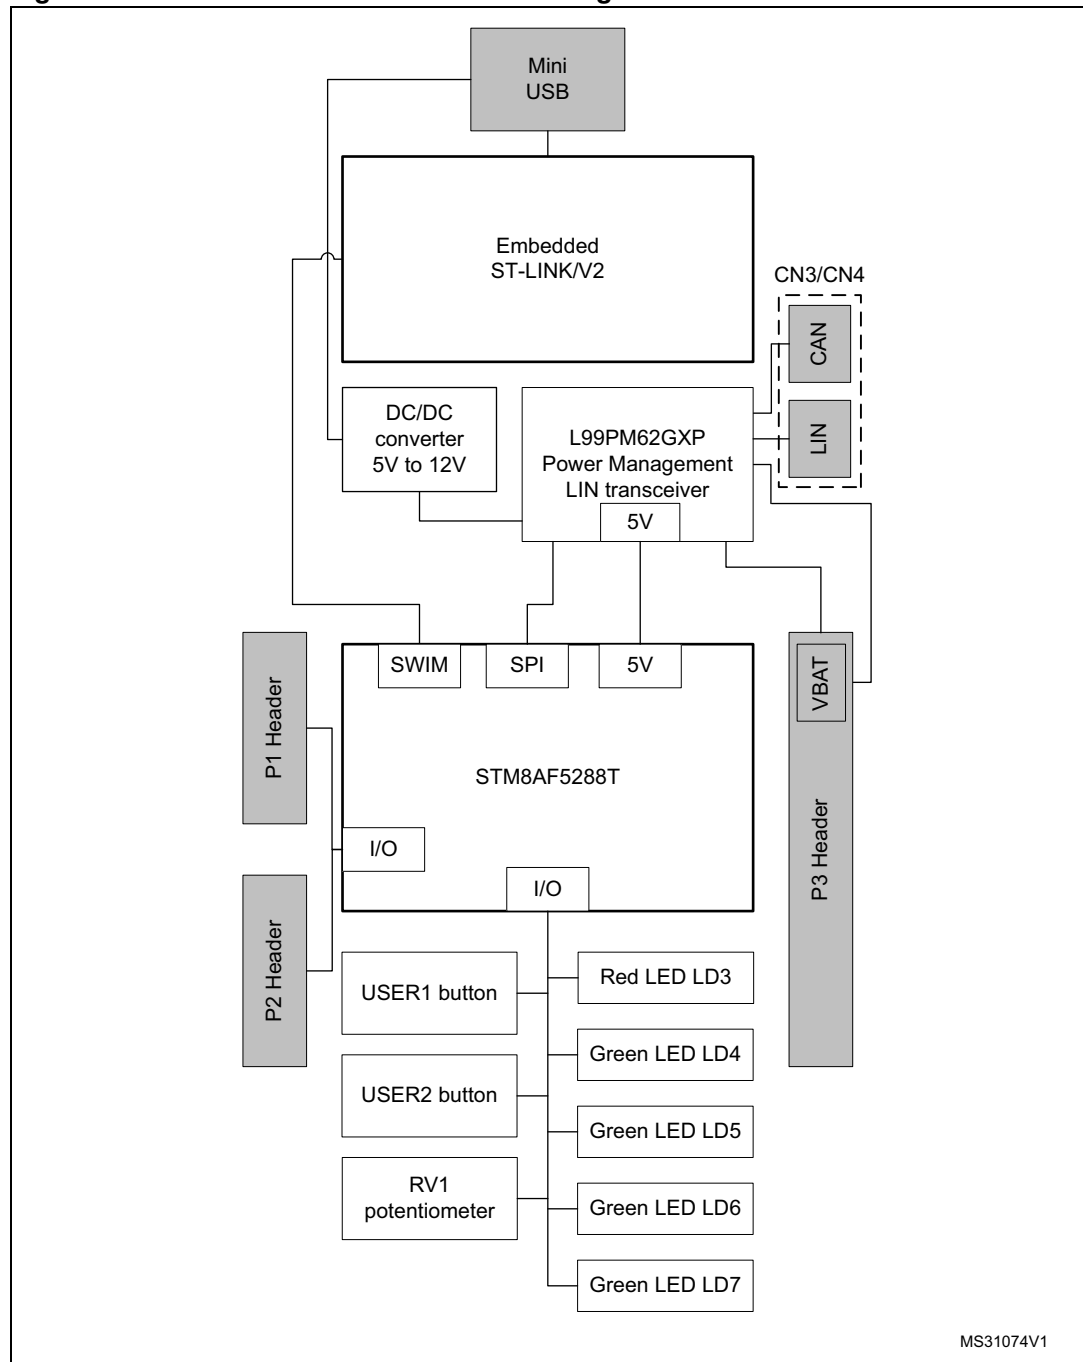 Mini
USB
Embedded
ST-LINK/V2
CN3/CN4
CAN
LIN
DC/DC
converter
5V to 12V
L99PM62GXP
Power Management
LIN transceiver
5V
SWIM
SPI
5V
VBAT
P1 Header
STM8AF5288T
P3 Header
I/O
I/O
P2 Header
USER1 button
Red LED LD3
Green LED LD4
USER2 button
Green LED LD5
RV1
potentiometer
Green LED LD6
Green LED LD7
MS31074V1